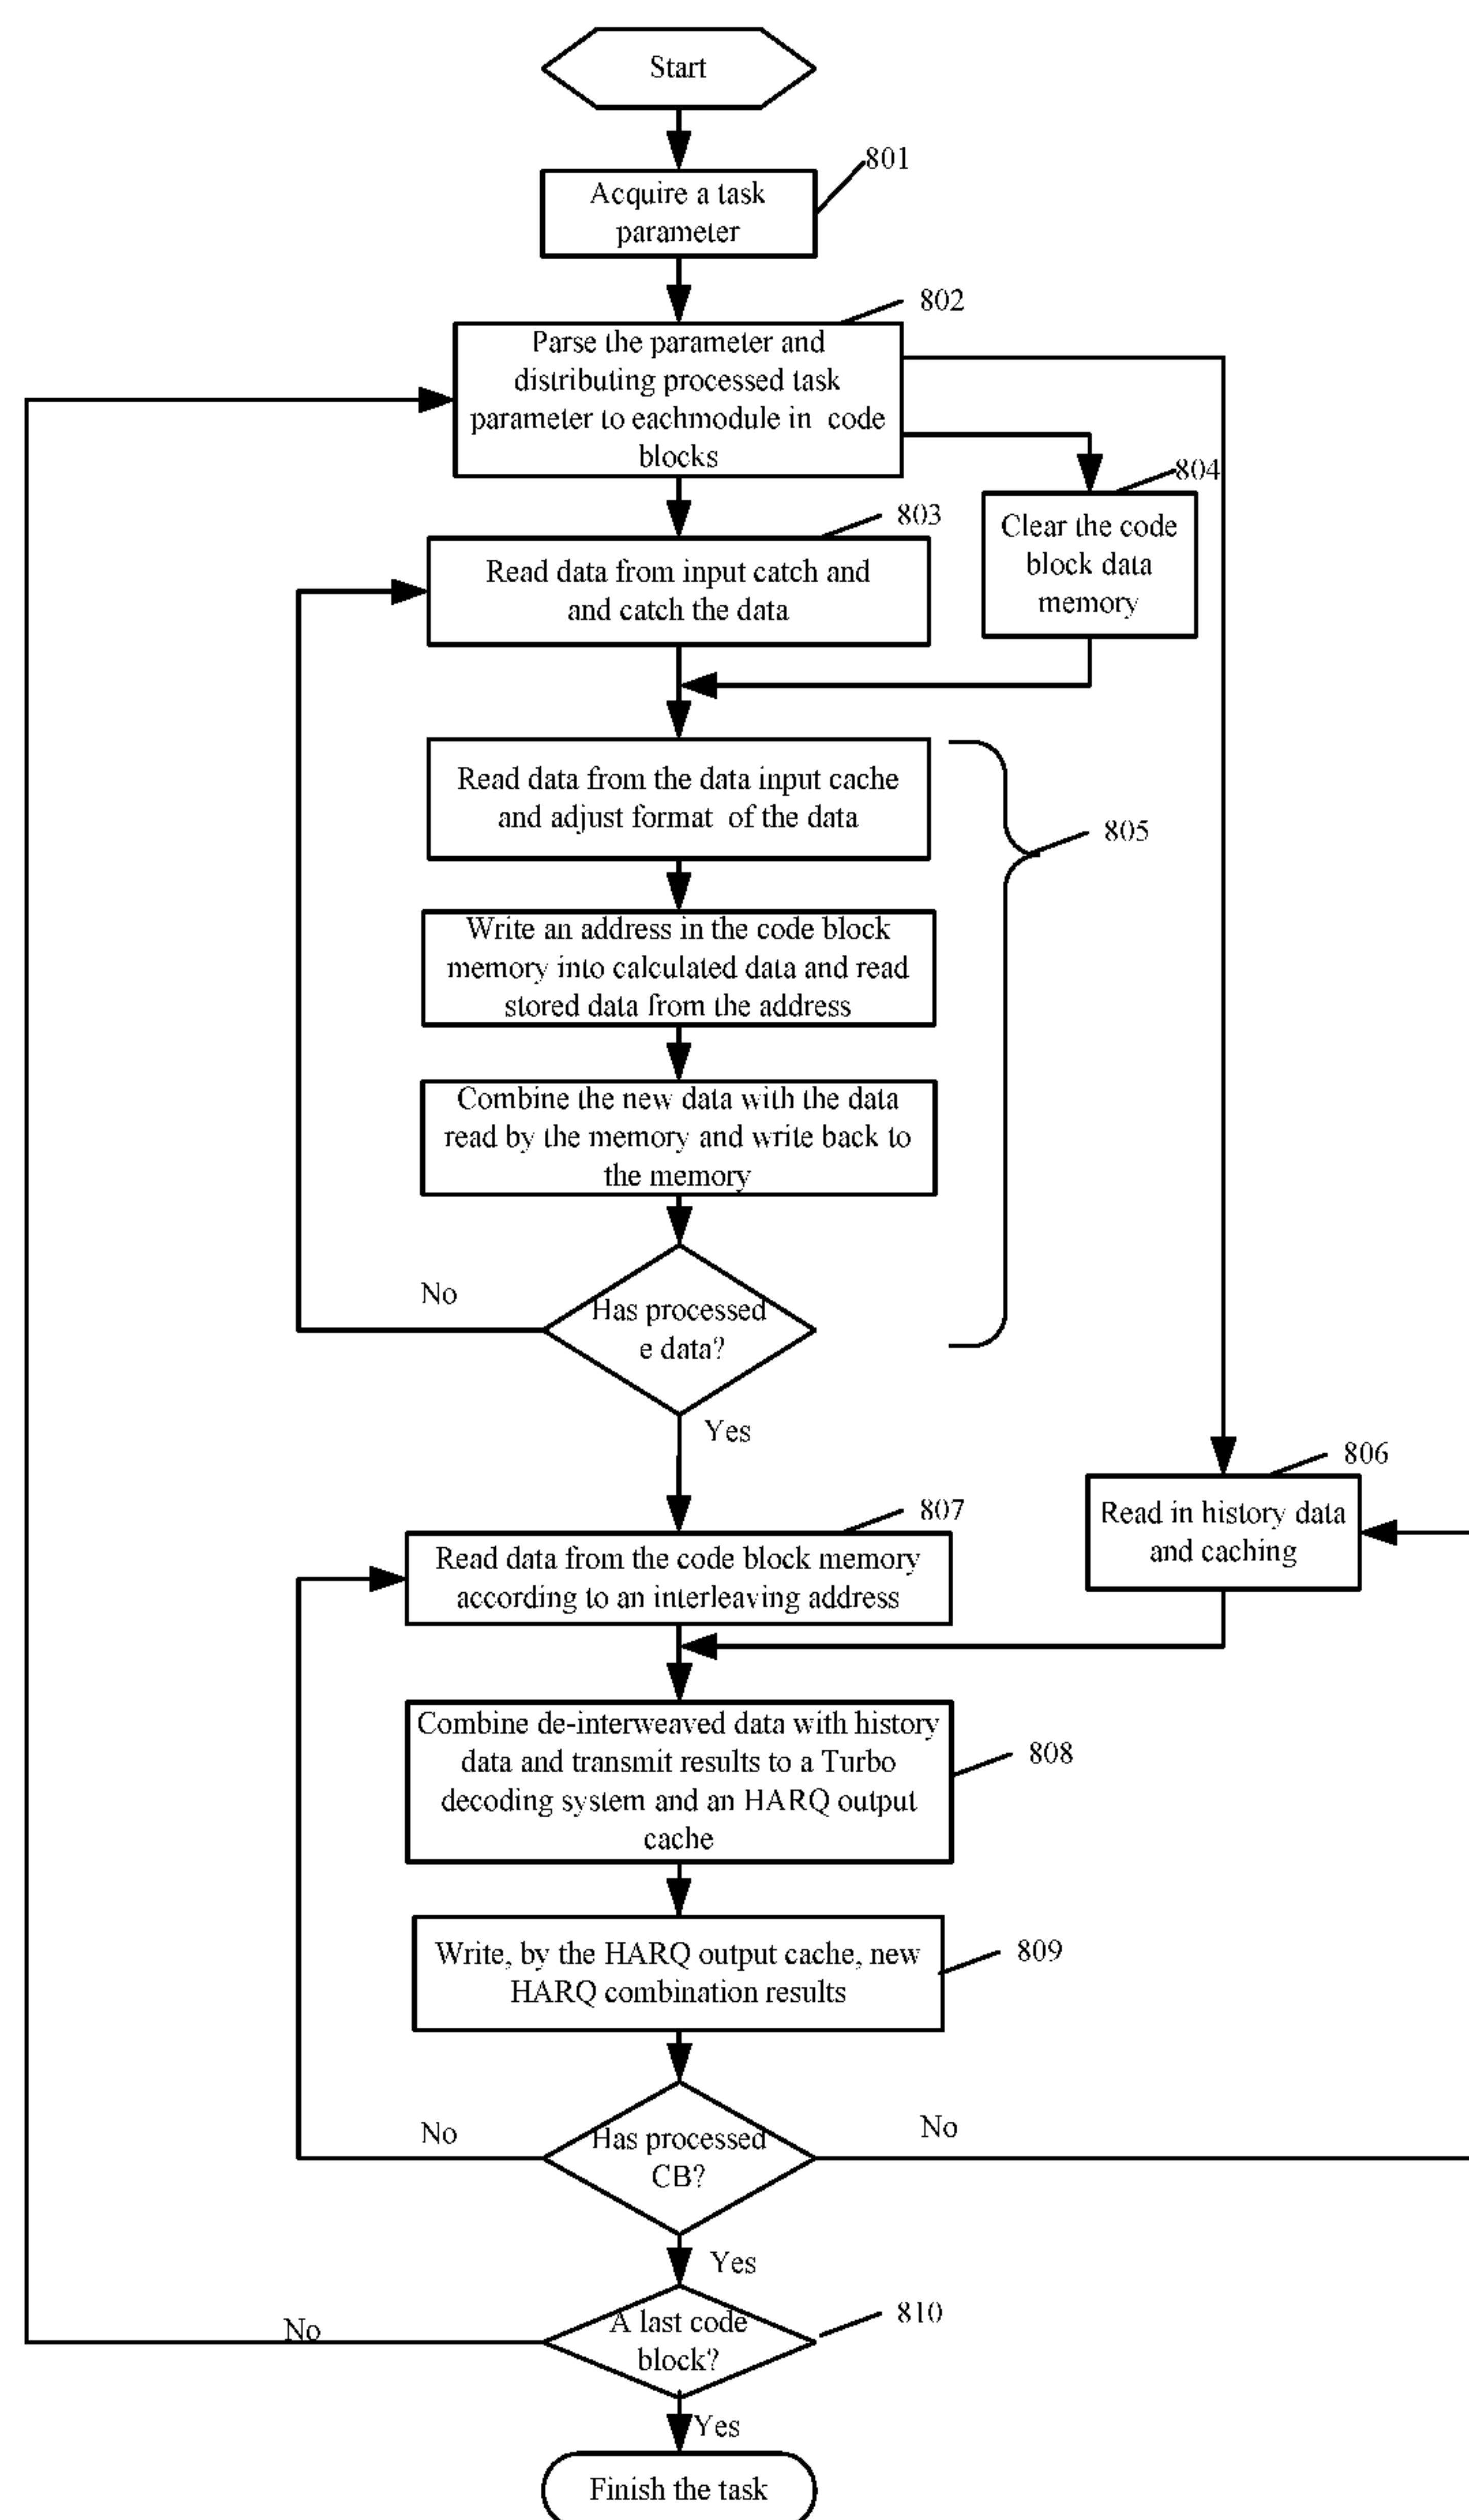 Start
801
Acquire a task
parameter
802
Parse the parameter and
distributing processed task
parameter to eachmodule in code
blocks
804
803
Clear the code
block data
memory
Read data from input catch and
and catch the data
Read data from the data input cache
and adjust format of the data
805
Write an address in the code block
memory into calculated data and read
stored data from the address
Combine the new data with the data
read by the memory and write back to
the memory
No
Has processed
e data?
Yes
806
Read in history data
and caching
807
Read data from the code block memory
according to an interleaving address
Combine de-interweaved data with history
data and transmit results to a Turbo
decoding system and an HARQ output
cache
808
Write, by the HARQ output cache, new
HARQ combination results
809
No
Has processed
CB?
No
Yes
810
No
A last code
block?
Yes
Finish the task